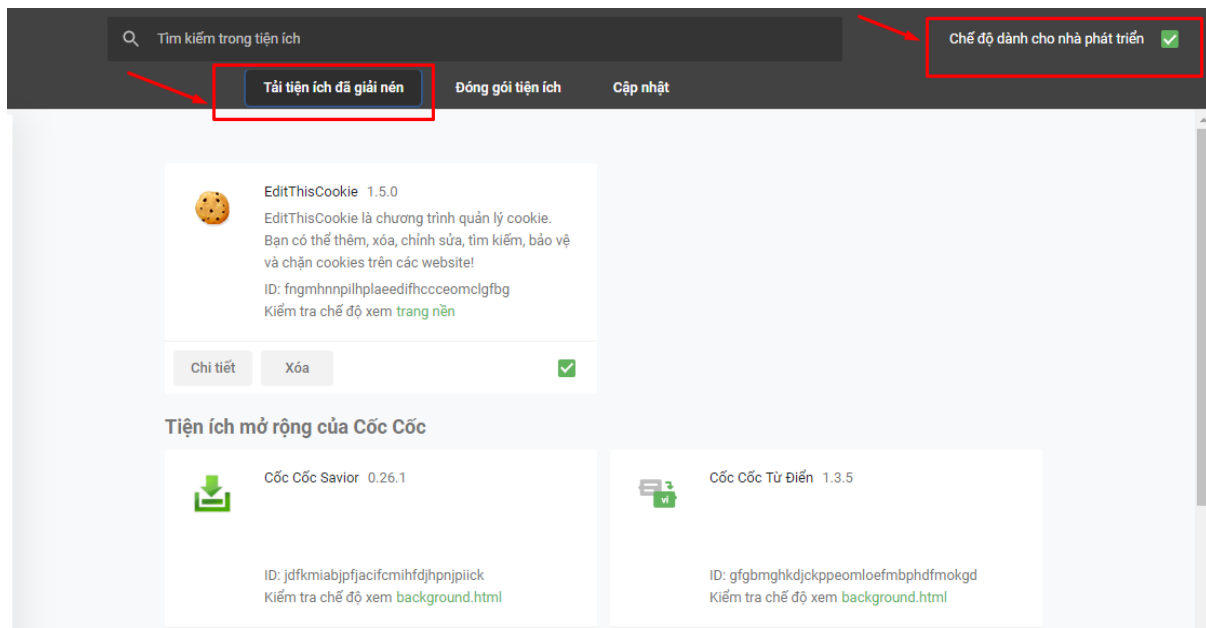 Tìm kiếm trong tiện ích
Chế độ dành cho nhà phát triển
Tải tiện ích đã giải nén
Đóng gói tiện ích
Cập nhật
EditThisCookie 1.5.0
EditThisCookie là chương trình quản lý cookie.
Bạn có thể thêm, xóa, chỉnh sửa, tìm kiếm, bảo vệ
và chặn cookies trên các website!
ID: fngmhnnpilhplaeedifhccceomclgfbg
Kiểm tra chế độ xem trang nền
Chi tiết
Xóa
Tiện ích mở rộng của Cốc Cốc
Cốc Cốc Savior 0.26.1
ID: jdfkmiabjpfjacifcmihfdjhpnjpiick
Kiểm tra chế độ xem background.html
Cốc Cốc Từ Điển 1.3.5
vi
ID: gfgbmghkdjckppeomloefmbphdfmokgd
Kiểm tra chế độ xem background.html